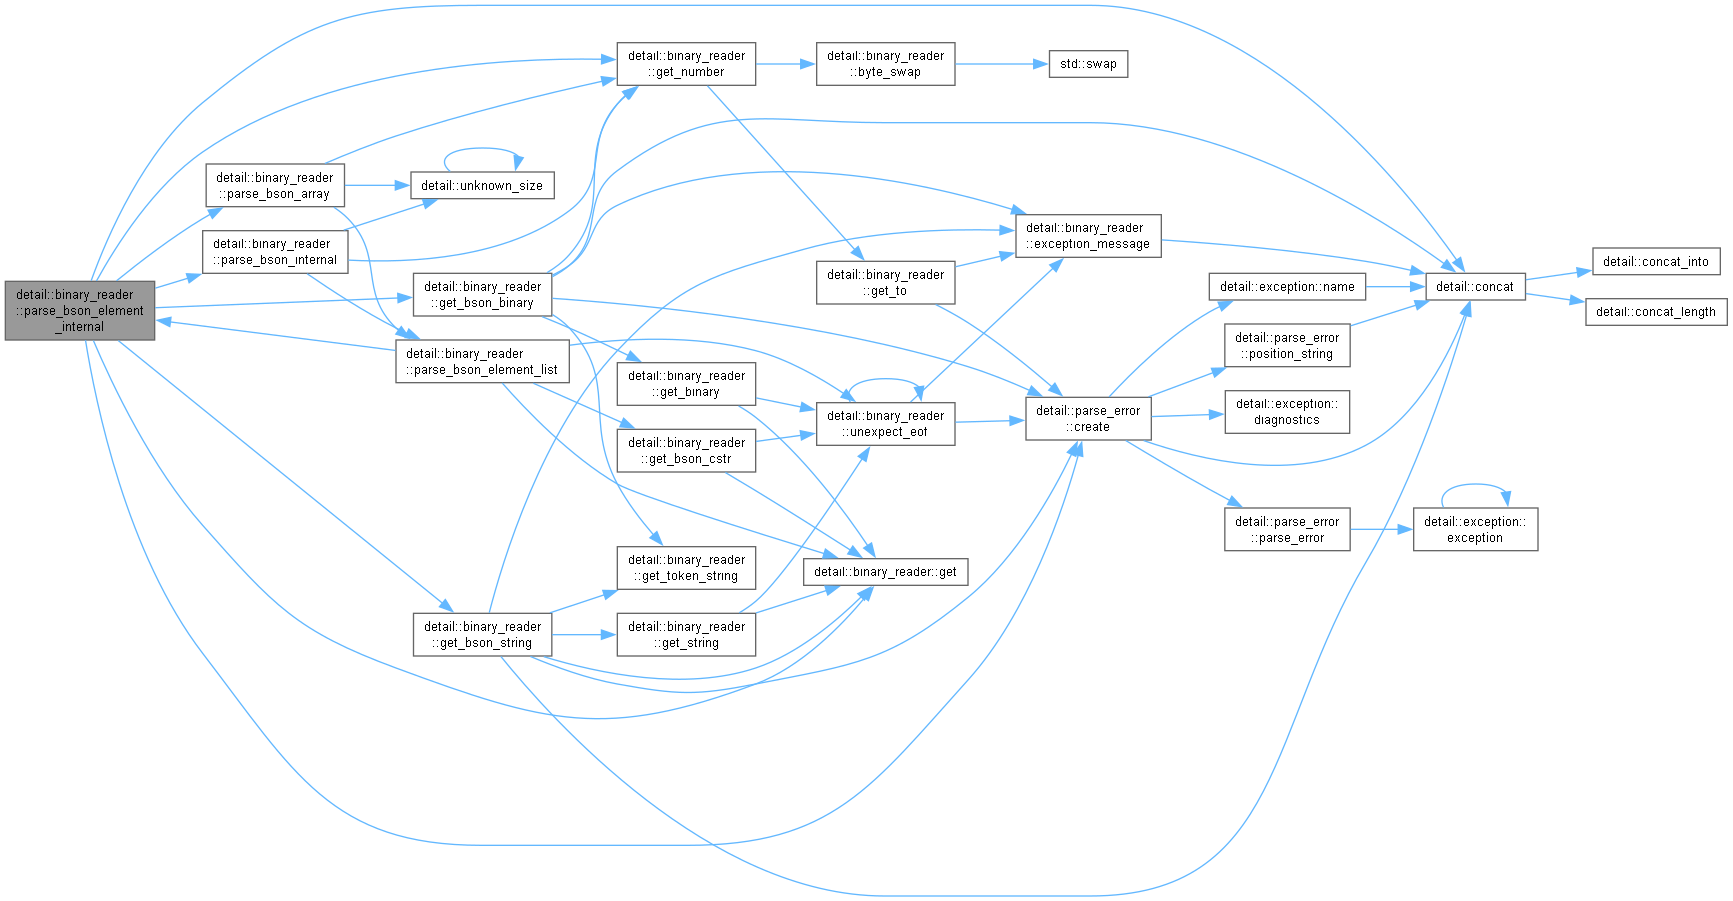 detail::binary_reader
::parse_bson_element
_internal
detail::binary_reader
::parse_bson_array
detail::binary_reader
::parse_bson_internal
detail::unknown_size
detail::binary_reader
::get_bson_binary
detail::binary_reader
::parse_bson_element_list
detail::binary_reader
::get_bson_string
detail::binary_reader
::get_number
detail::binary_reader
::get_binary
detail::binary_reader
::get_bson_cstr
detail::binary_reader
::get_token_string
detail::binary_reader
::get_string
detail::binary_reader
::byte_swap
detail::binary_reader
::get_to
detail::binary_reader
::unexpect_eof
detail::binary_reader::get
std::swap
detail::binary_reader
::exception_message
detail::parse_error
::create
detail::exception::name
detail::parse_error
::position_string
detail::exception::
diagnostics
detail::parse_error
::parse_error
detail::concat
detail::exception::
exception
detail::concat_into
detail::concat_length